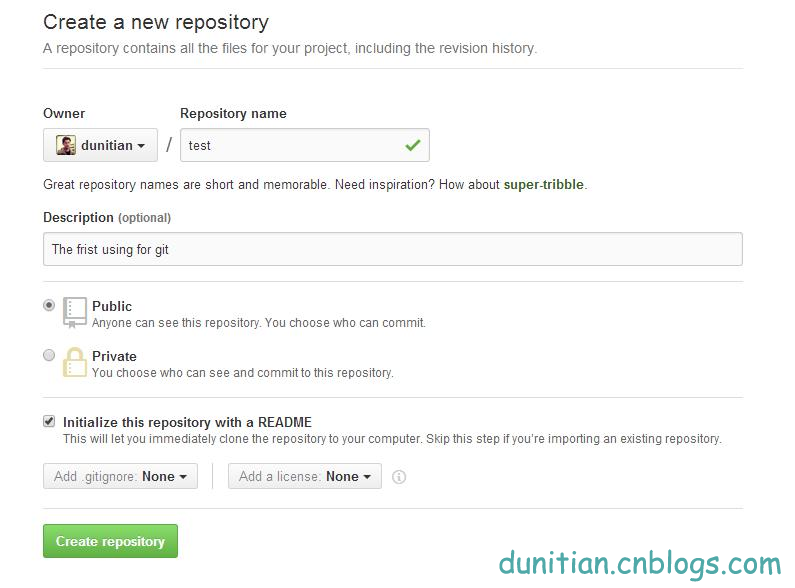 Create a new repository
A repository contains all the files for your project, including the revision history.
Owner Repository name
dunitian / test
Great repository names are short and memorable. Need inspiration? How about super-tribble.
Description (optional)
The frist using for git
Public
Anyone can see this repository. You choose who can commit.
Private
You choose who can see and commit to this repository.
Initialize this repository with a README
This will let you immediately clone the repository to your computer. Skip this step if you're importing an existing repository.
Add .gitignore: None Add a license: None
Create repository
dunitian.cnblogs.com